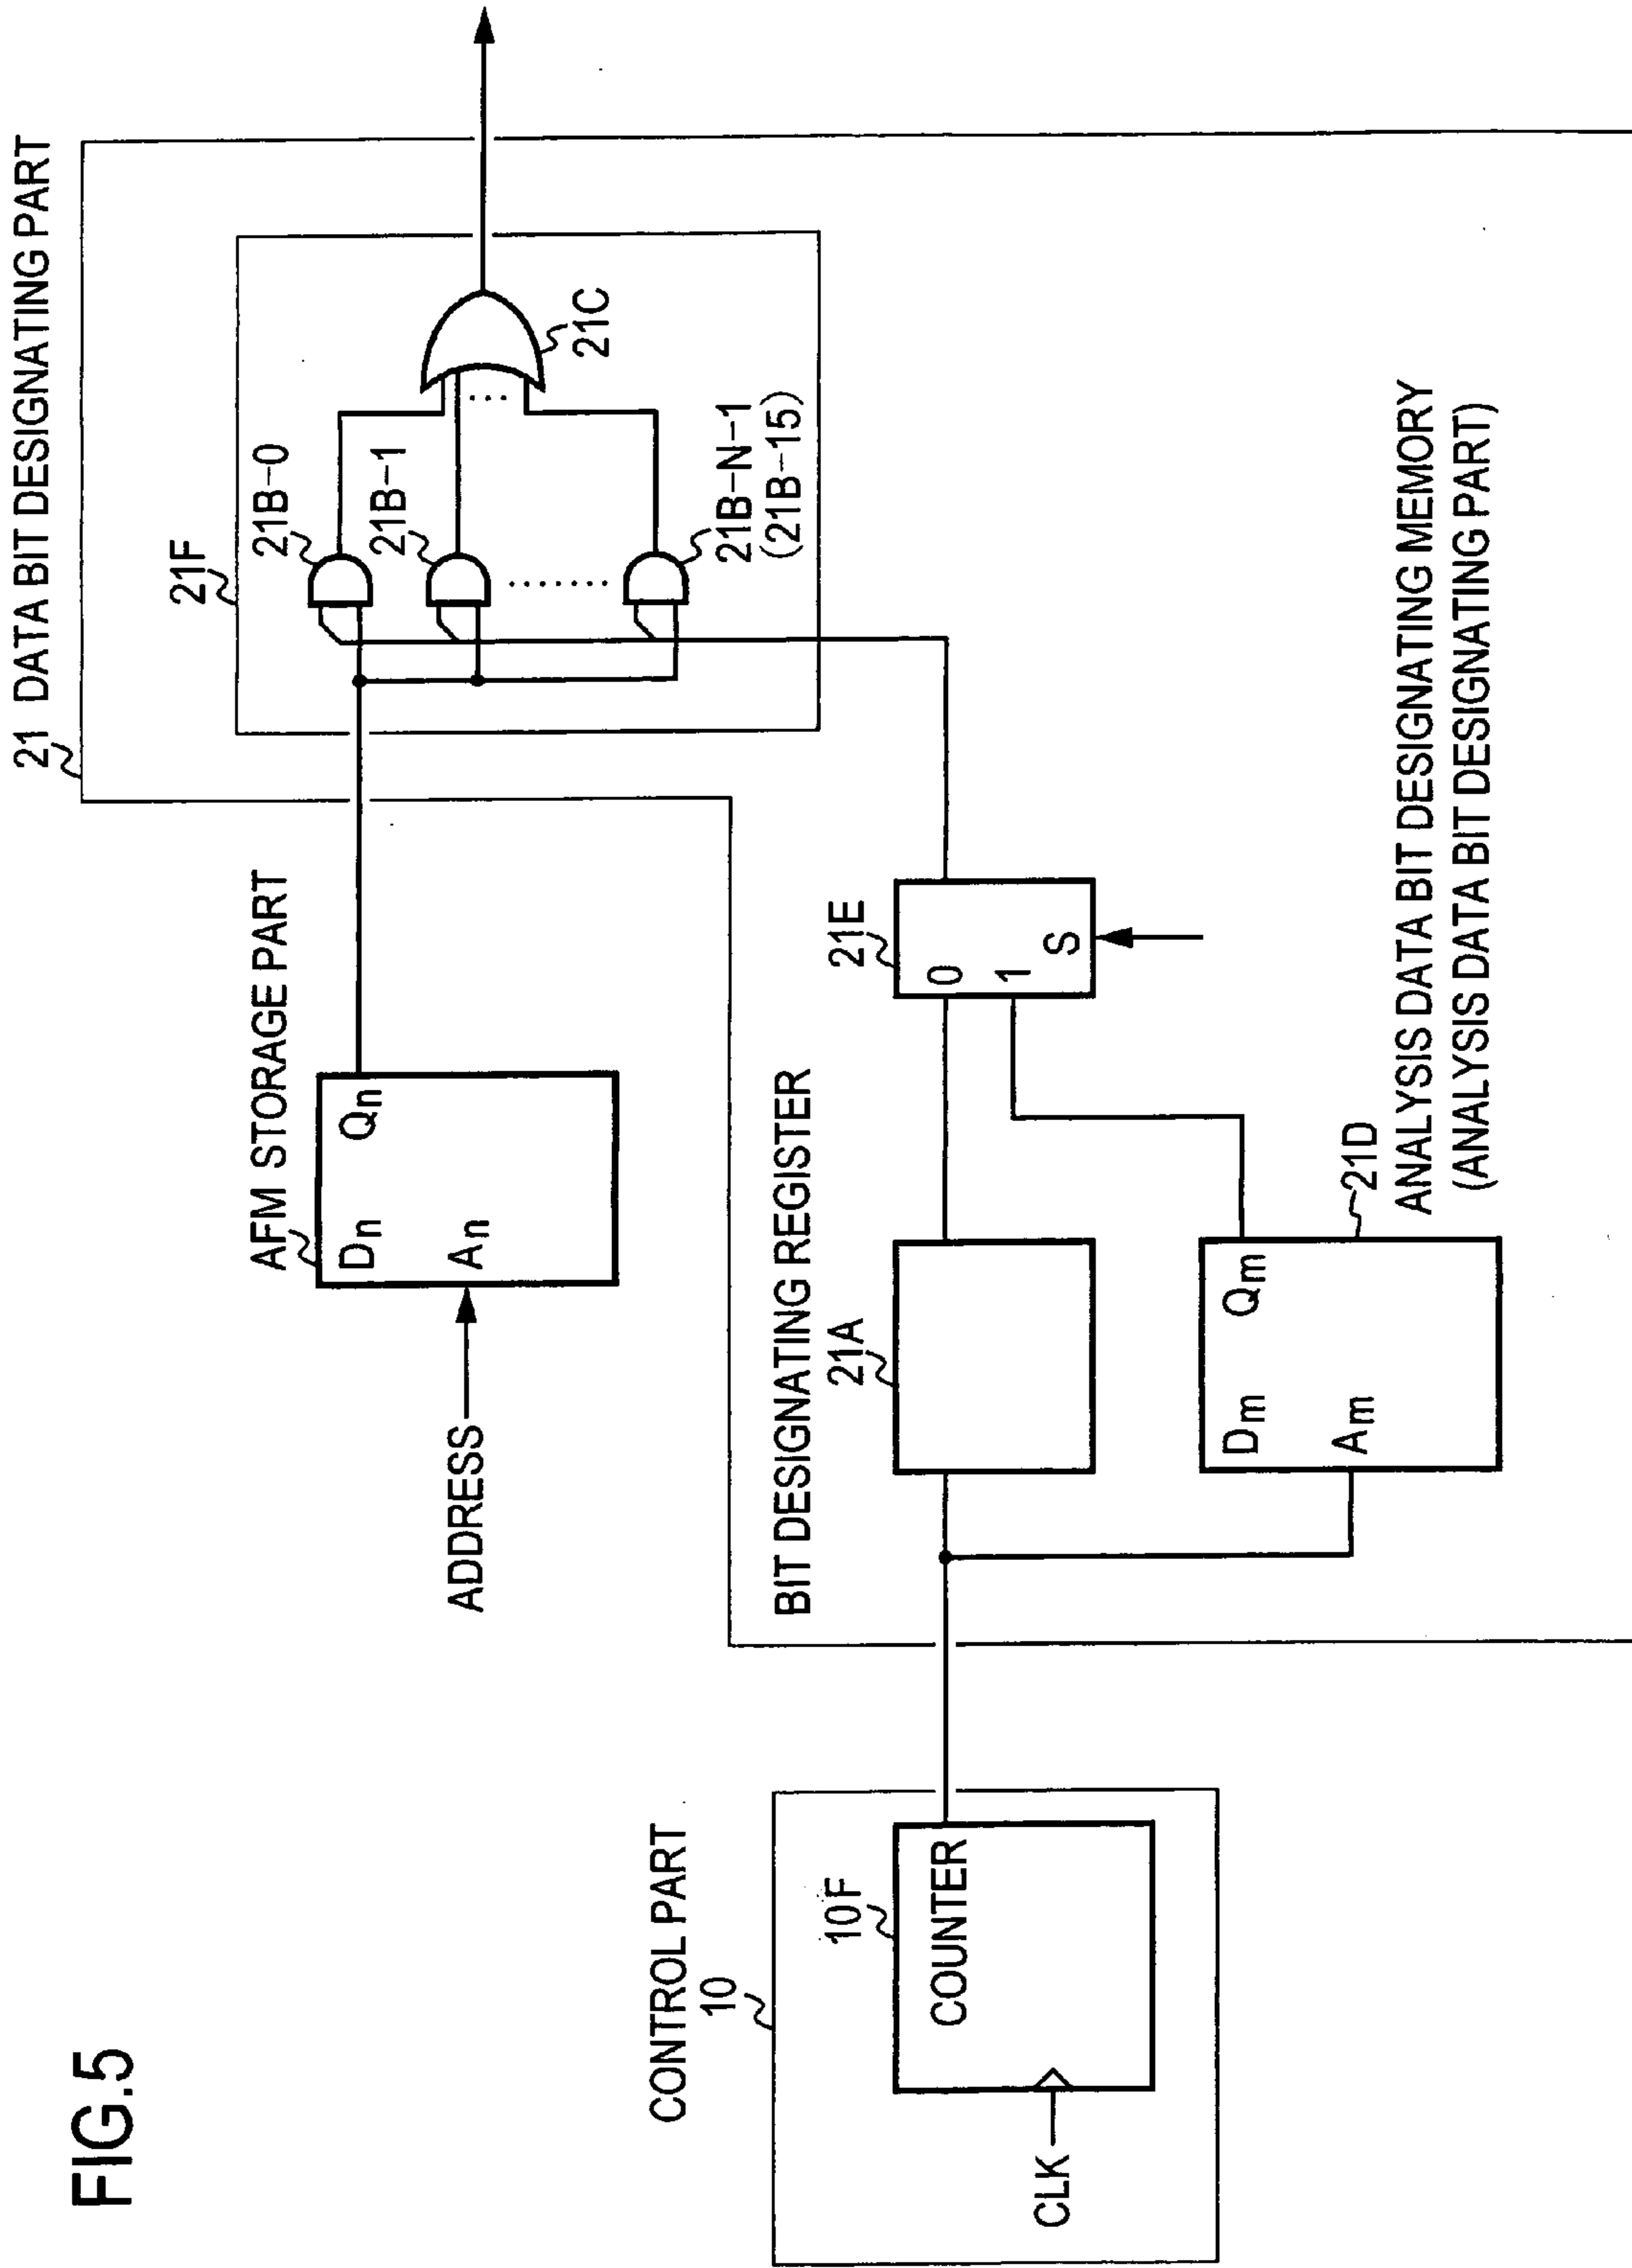 FIG.5
21 DATA BIT DESIGNATING PART
21F
21B-0
21B-1
21B-N-1
(21B-15)
21C
AFM STORAGE PART
Dn
Qn
An
ADDRESS
BIT DESIGNATING REGISTER
21A
21E
0
1
S
Dm
Qm
Am
21D
ANALYSIS DATA BIT DESIGNATING MEMORY
(ANALYSIS DATA BIT DESIGNATING PART)
CONTROL PART
10
10F
COUNTER
CLK